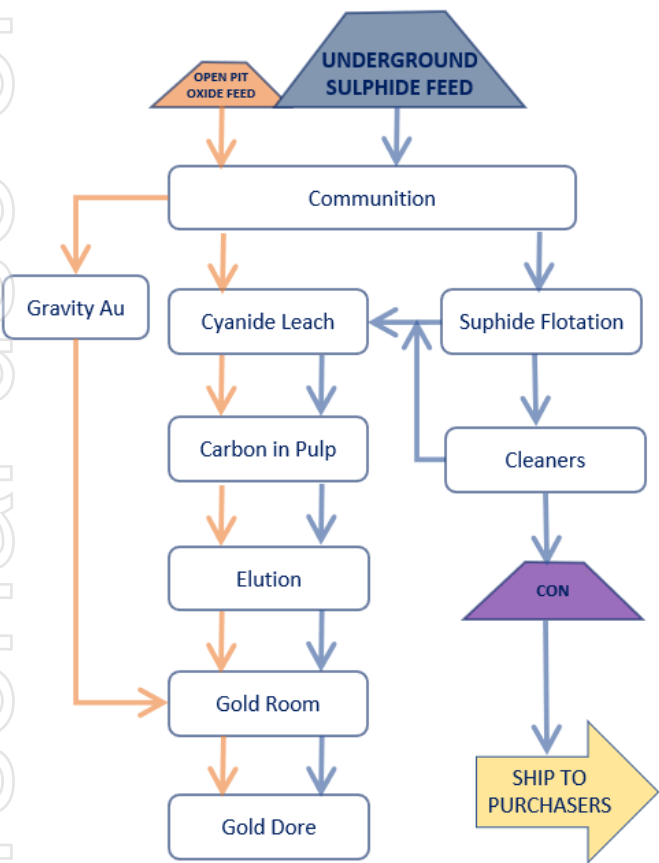 UNDERGROUND
SULPHIDE FEED
OPEN PIT
OXIDE FEED
Communition
Gravity Au
Cyanide Leach
Suphide Flotation
Carbon in Pulp
Cleaners
Elution
CON
Gold Room
SHIP TO
PURCHASERS
Gold Dore